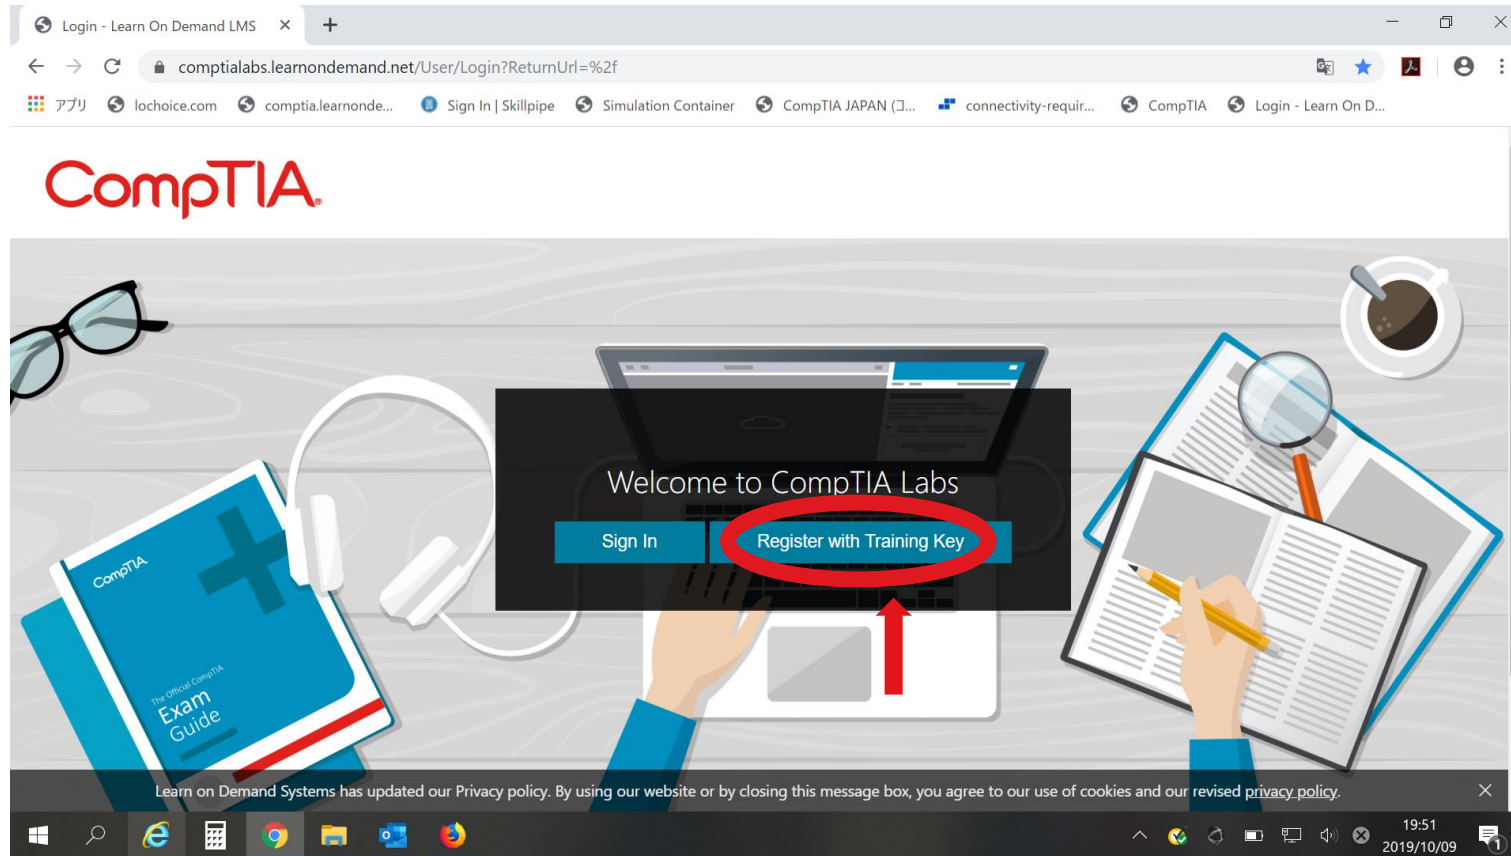 Login - Learn On Demand LMS
comptialabs.learnondemand.net/User/Login?ReturnUrl=%2f
アプリ lochoice.com comptia.learnonde... Sign In | Skillpipe Simulation Container CompTIA JAPAN (コ... connectivity-requir... CompTIA Login - Learn On D...
CompTIA.
Welcome to CompTIA Labs
Sign In Register with Training Key
CompTIA
The Official CompTIA
Exam
Guide
Learn on Demand Systems has updated our Privacy policy. By using our website or by closing this message box, you agree to our use of cookies and our revised privacy policy.
19:51
2019/10/09
1